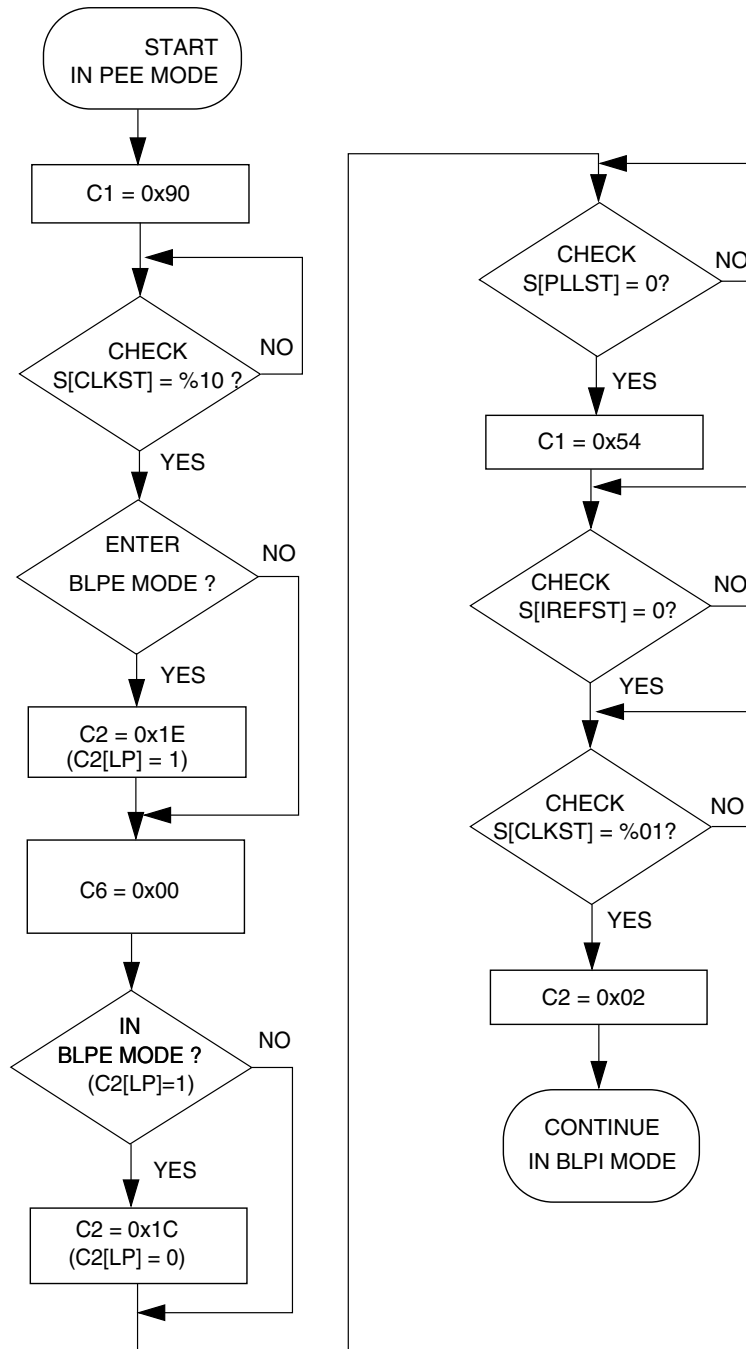 START
IN PEE MODE
C1 = 0x90
CHECK
S[CLKST] = %10 ?
NO
YES
ENTER
BLPE MODE ?
NO
YES
C2 = 0x1E
(C2[LP] = 1)
C6 = 0x00
IN
BLPE MODE ?
(C2[LP]=1)
NO
YES
C2 = 0x1C
(C2[LP] = 0)
CHECK
S[PLLST] = 0?
NO
YES
C1 = 0x54
CHECK
S[IREFST] = 0?
NO
YES
CHECK
S[CLKST] = %01?
NO
YES
C2 = 0x02
CONTINUE
IN BLPI MODE